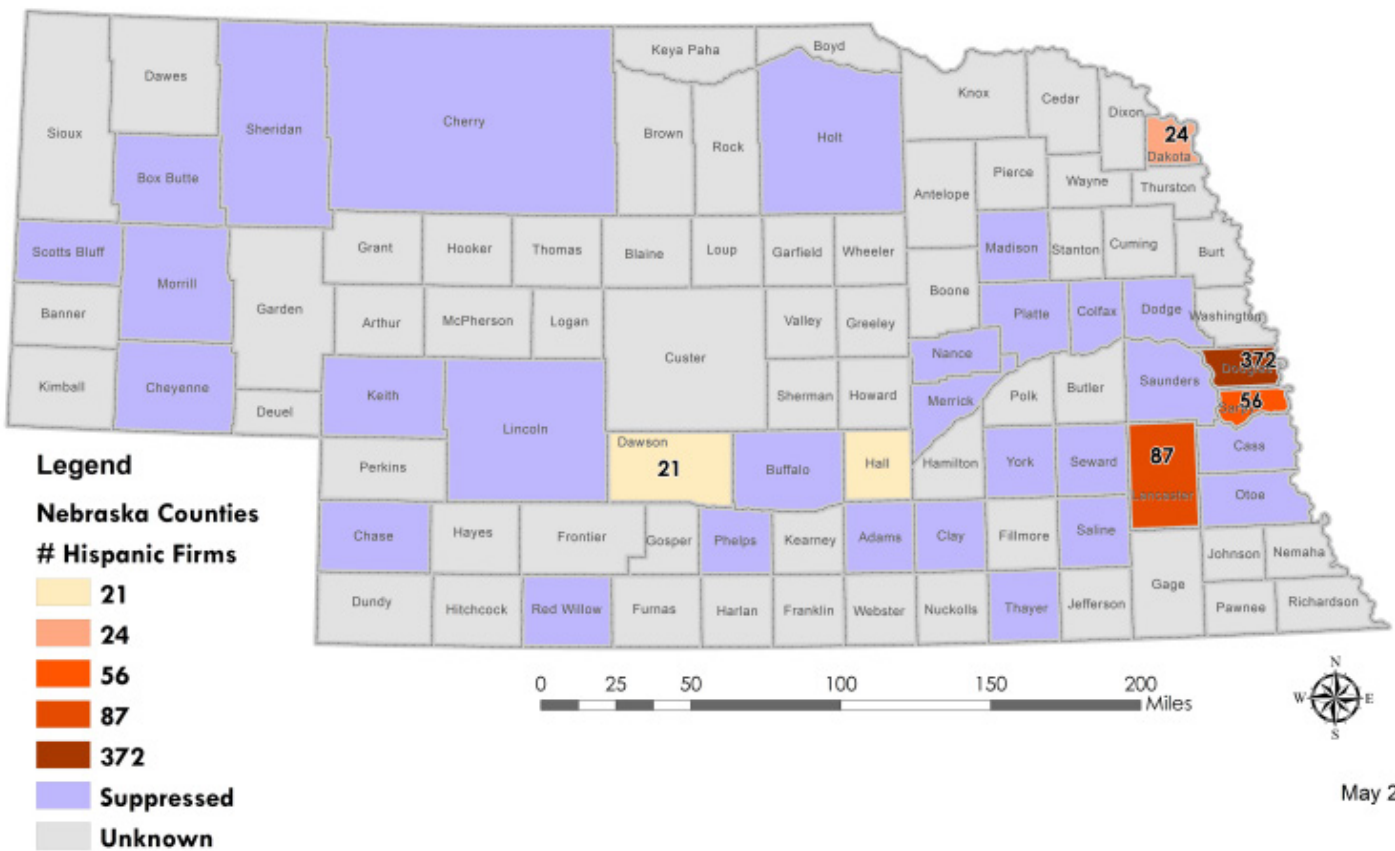 Keya Paha
Boyd
Dawes
Knox
Cedar
Dixon
Sioux
Sheridan
Cherry
Brown
Rock
Holt
24
Dakota
Box Butte
Pierce
Wayne
Thurston
Antelope
Scotts Bluff
Grant
Hooker
Thomas
Blaine
Loup
Garfield
Wheeler
Madison
Stanton
Cuming
Burt
Morrill
Garden
Boone
Banner
Arthur
McPherson
Logan
Valley
Greeley
Platte
Colfax
Dodge
Washington
Custer
Nance
372
Kimball
Cheyenne
Deuel
Keith
Sherman
Howard
Merrick
Polk
Butler
Saunders
56
Lincoln
Dawson
21
Buffalo
Hall
Hamilton
York
Seward
87
Lancaster
Cass
Perkins
Otoe
Chase
Hayes
Frontier
Gosper
Phelps
Kearney
Adams
Clay
Fillmore
Saline
Johnson
Nemaha
Dundy
Hitchcock
Red Willow
Furnas
Harlan
Franklin
Webster
Nuckolls
Thayer
Jefferson
Gage
Pawnee
Richardson
Legend
Nebraska Counties
# Hispanic Firms
21
24
56
87
372
Suppressed
Unknown
0 25 50 100 150 200
Miles
N
W E
S
May 2